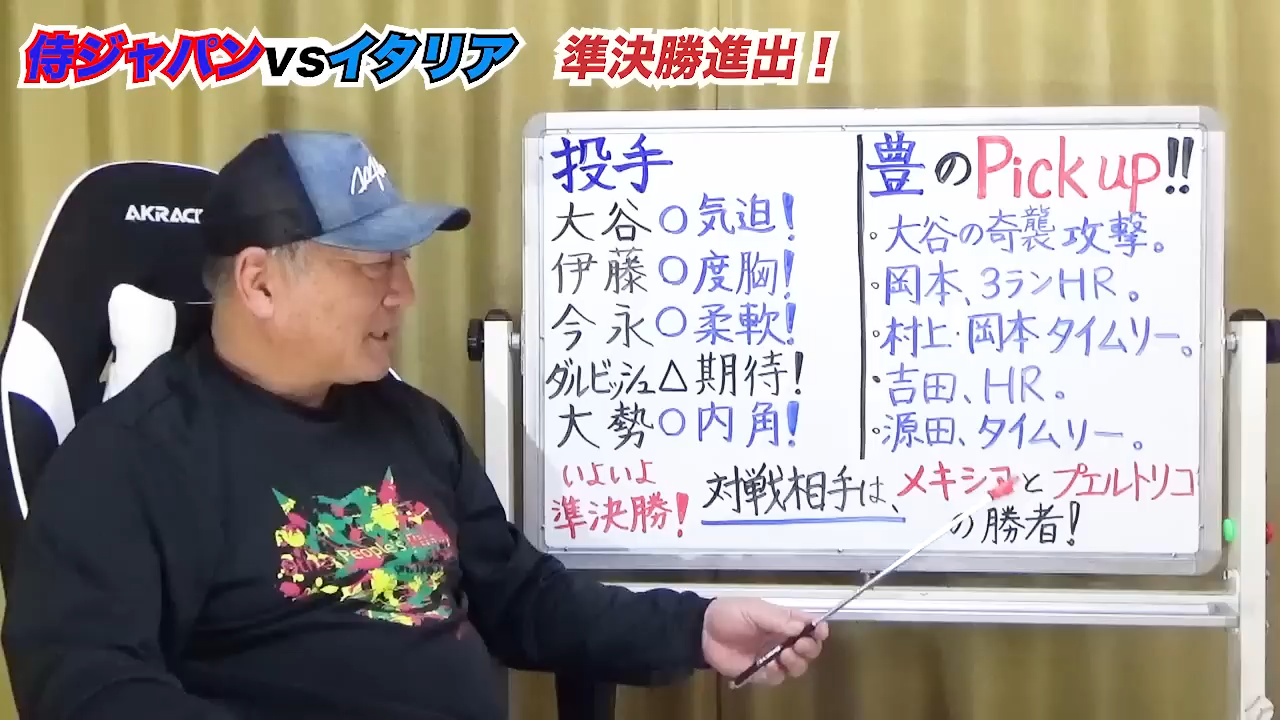 侍ジャパンvsイタリア 準決勝進出！
AKRAC
投手
大谷○気迫!
伊藤○度胸!
今永○柔軟!
ダルビッシュ△期待!
大勢○内角!
豊のPick up!!
・大谷の奇襲攻撃。
・岡本、3ランHR。
・村上・岡本タイムリー。
・吉田、HR。
・源田、タイムリー。
いよいよ
準決勝!
対戦相手は、メキシコとプエルトリコ
の勝者!
People's